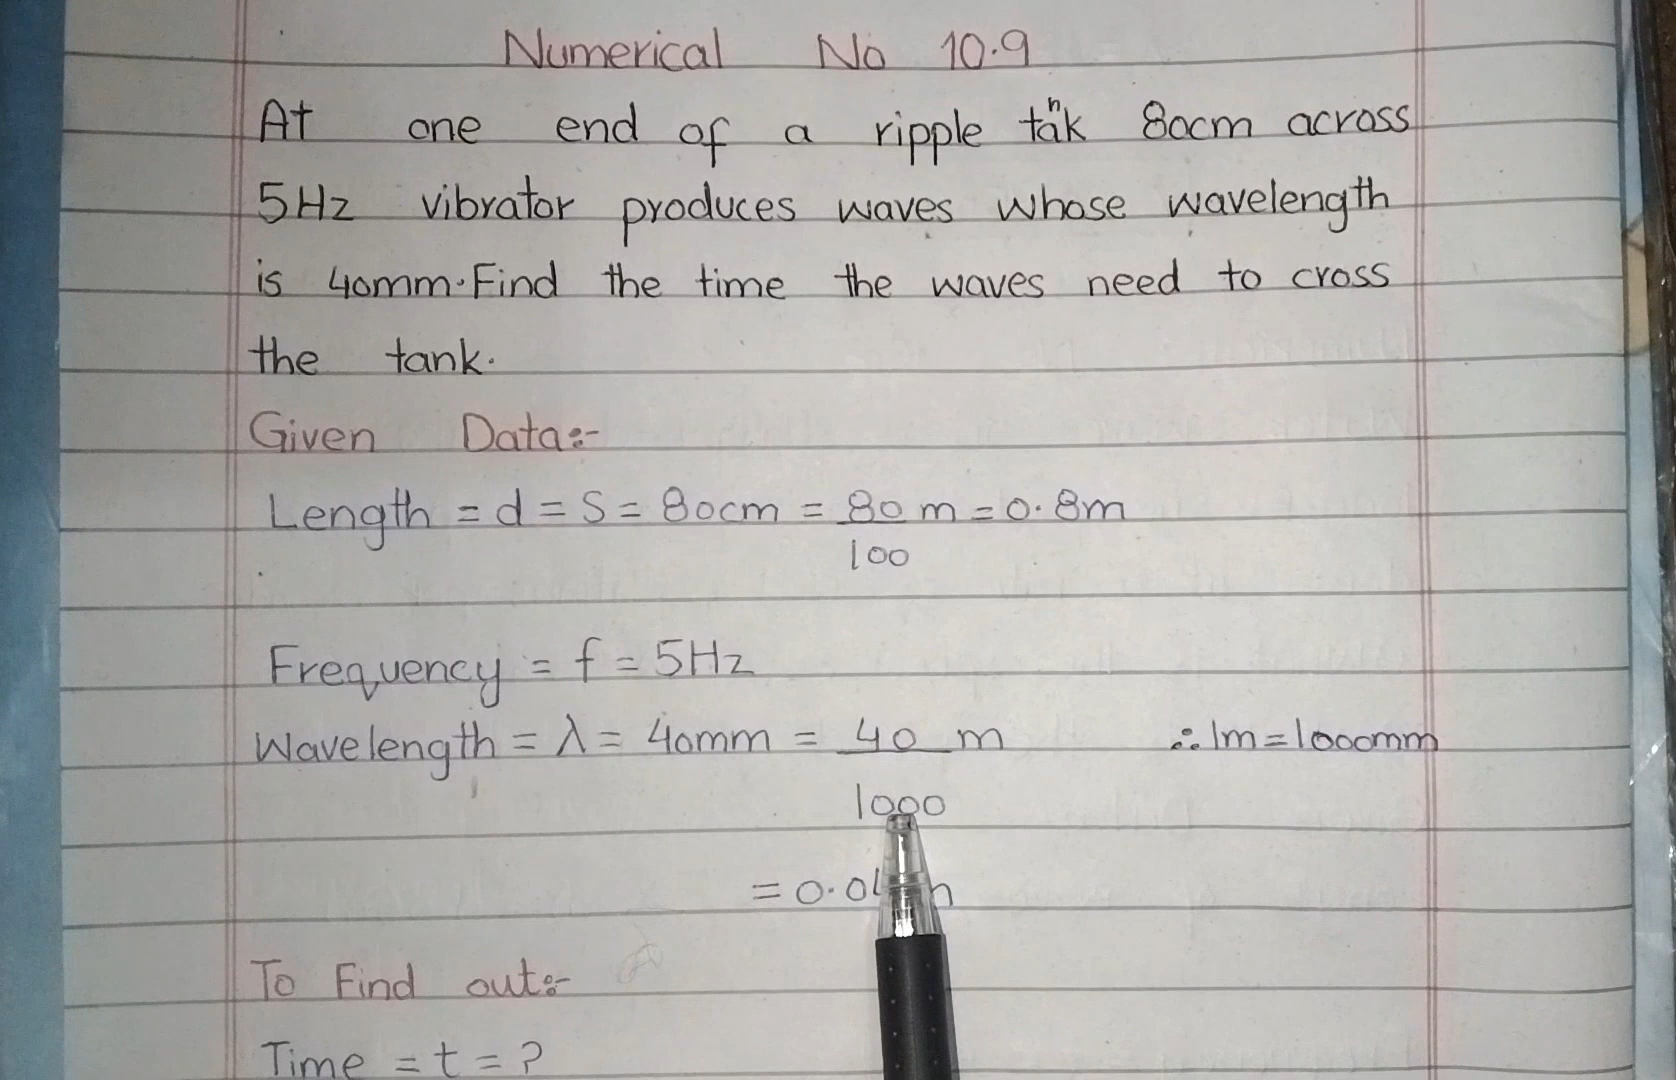 Numerical No 10.9
At one end of a ripple tank 80cm across
5Hz vibrator produces waves whose wavelength
is 40mm. Find the time the waves need to cross
the tank.
Given Data:-
Length = d = S = 80cm = 80 m = 0.8m
100
Frequency = f = 5Hz
Wavelength = λ = 40mm = 40 m ∴ 1m = 1000mm
1000
To Find out:-
Time = t = ?